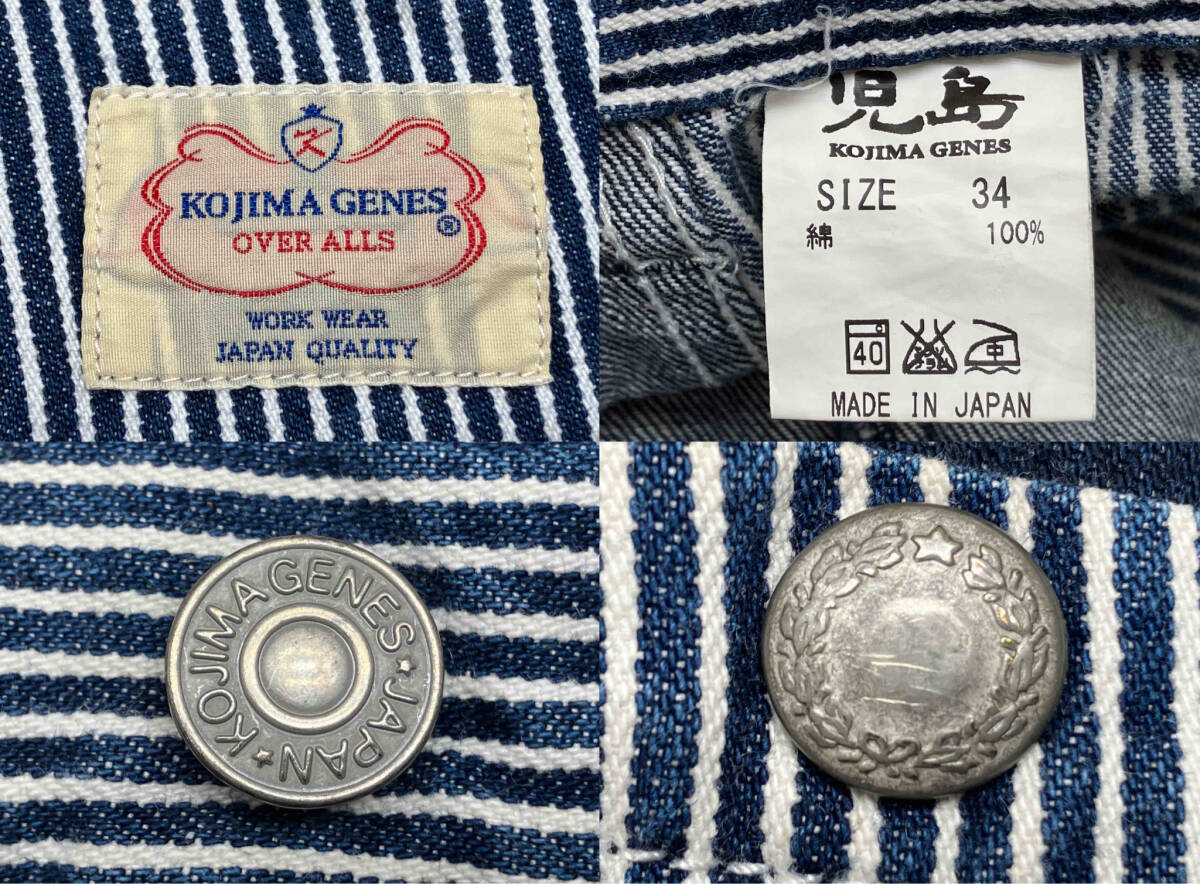 K
KOJIMA GENES
®
OVER ALLS
WORK WEAR
JAPAN QUALITY
児島
KOJIMA GENES
SIZE 34
綿 100%
40
中
MADE IN JAPAN
KOJIMA GENES ★ JAPAN ★